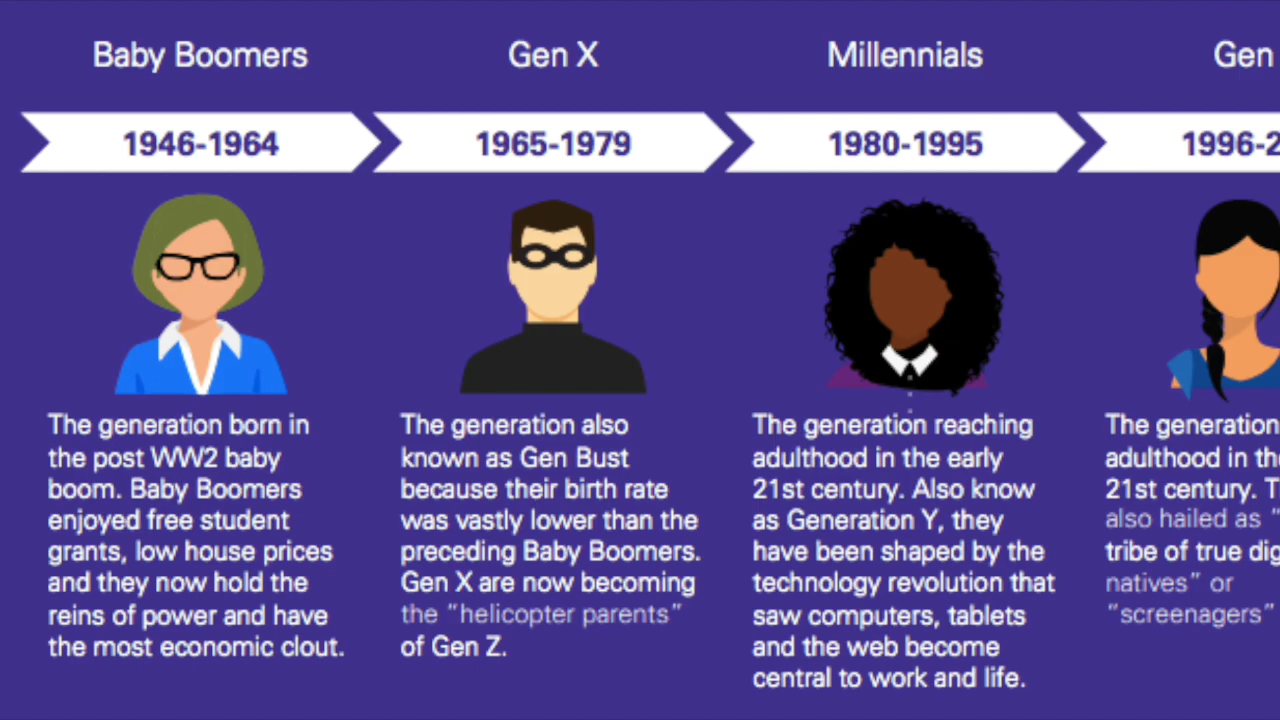 Baby Boomers
1946-1964
The generation born in
the post WW2 baby
boom. Baby Boomers
enjoyed free student
grants, low house prices
and they now hold the
reins of power and have
the most economic clout.
Gen X
1965-1979
The generation also
known as Gen Bust
because their birth rate
was vastly lower than the
preceding Baby Boomers.
Gen X are now becoming
the “helicopter parents”
of Gen Z.
Millennials
1980-1995
The generation reaching
adulthood in the early
21st century. Also know
as Generation Y, they
have been shaped by the
technology revolution that
saw computers, tablets
and the web become
central to work and life.
Gen
1996-2
The generation
adulthood in the
21st century. T
also hailed as “
tribe of true dig
natives” or
“screenagers”